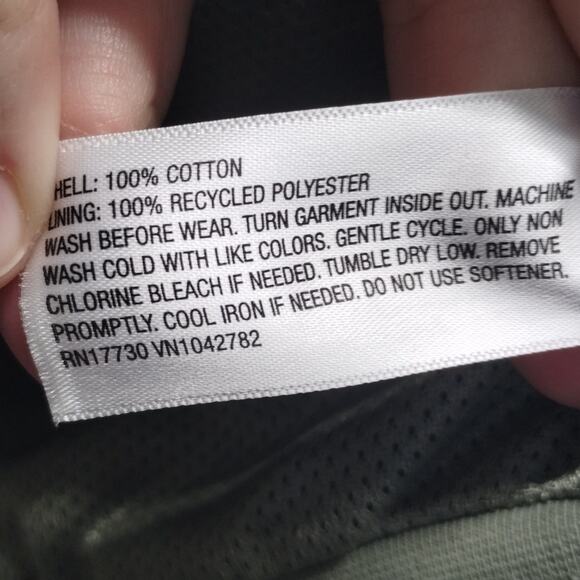 SHELL: 100% COTTON
LINING: 100% RECYCLED POLYESTER
WASH BEFORE WEAR. TURN GARMENT INSIDE OUT. MACHINE
WASH COLD WITH LIKE COLORS. GENTLE CYCLE. ONLY NON
CHLORINE BLEACH IF NEEDED. TUMBLE DRY LOW. REMOVE
PROMPTLY. COOL IRON IF NEEDED. DO NOT USE SOFTENER.
RN17730 VN1042782